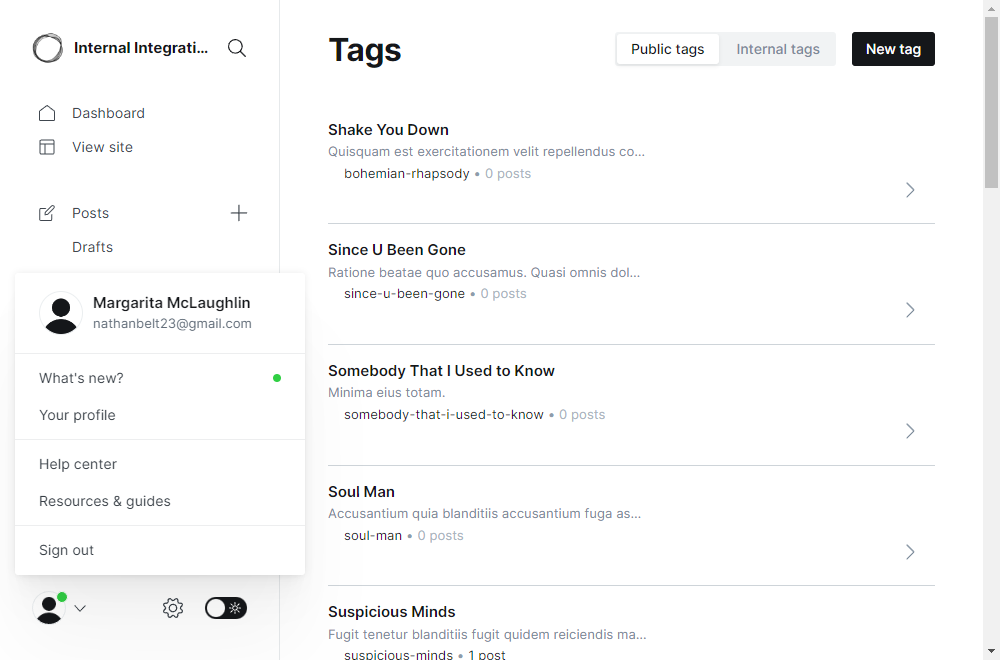 Internal Integrati...
Dashboard
View site
Posts
Drafts
Margarita McLaughlin
nathanbelt23@gmail.com
What's new?
Your profile
Help center
Resources & guides
Sign out
Tags
Public tags
Internal tags
New tag
Shake You Down
Quisquam est exercitationem velit repellendus co...
bohemian-rhapsody • 0 posts
Since U Been Gone
Ratione beatae quo accusamus. Quasi omnis dol...
since-u-been-gone • 0 posts
Somebody That I Used to Know
Minima eius totam.
somebody-that-i-used-to-know • 0 posts
Soul Man
Accusantium quia blanditiis accusantium fuga as...
soul-man • 0 posts
Suspicious Minds
Fugit tenetur blanditiis fugit quidem reiciendis ma...
suspicious-minds • 1 post